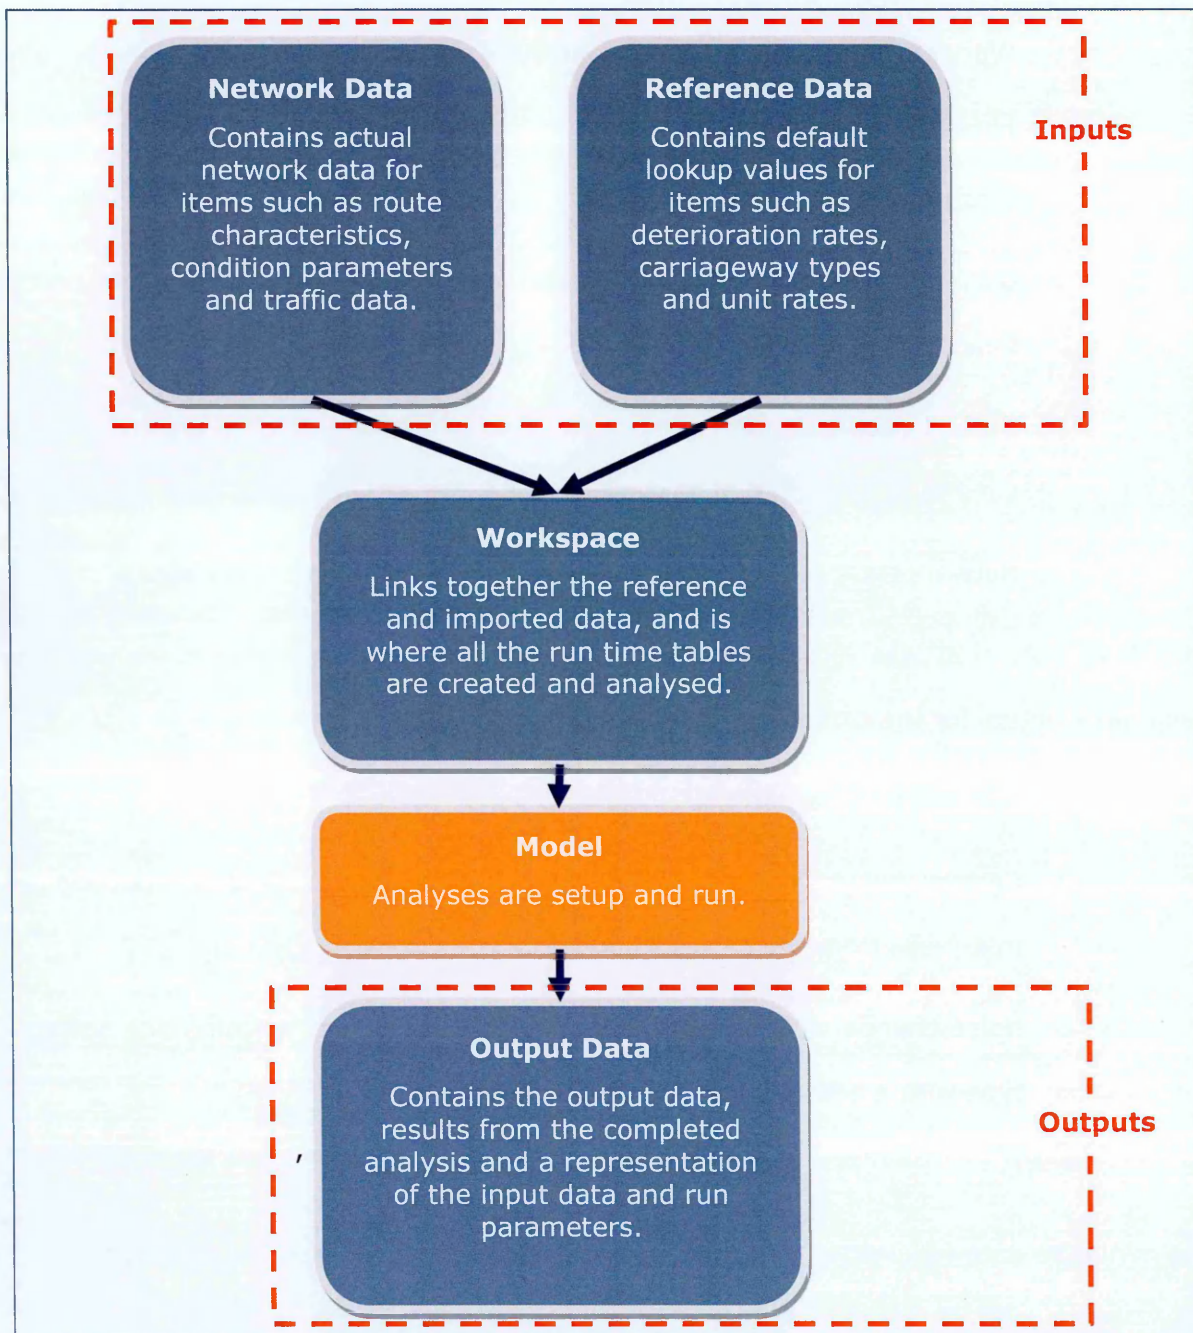 Network Data
Contains actual
network data for
items such as route
characteristics,
condition parameters
and traffic data.
Reference Data
Contains default
lookup values for
items such as
deterioration rates,
carriageway types
and unit rates.
Inputs
Workspace
Links together the reference
and imported data, and is
where all the run time tables
are created and analysed.
Model
Analyses are setup and run.
Output Data
Contains the output data,
results from the completed
analysis and a representation
of the input data and run
parameters.
Outputs